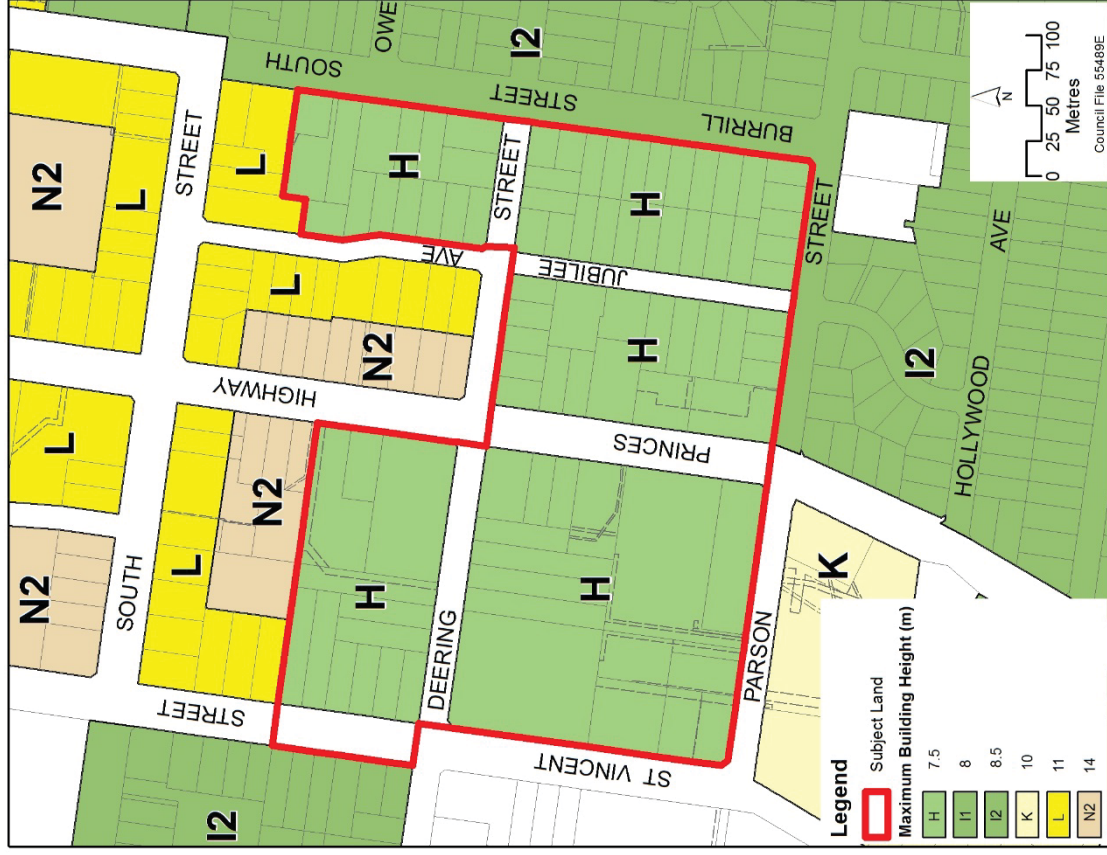 N2
L
N2
L
STREET
L
SOUTH
OWE
I2
STREET
BURRILL
L
N2
HIGHWAY
AVE
H
STREET
H
JUBILEE
N2
L
SOUTH
STREET
I2
H
DEERING
H
PRINCES
H
ST VINCENT
PARSON
STREET
K
I2
HOLLYWOOD
AVE
Legend
Subject Land
Maximum Building Height (m)
H 7.5
I1 8
I2 8.5
K 10
L 11
N2 14
N
0 25 50 75 100
Metres
Council File 55489E